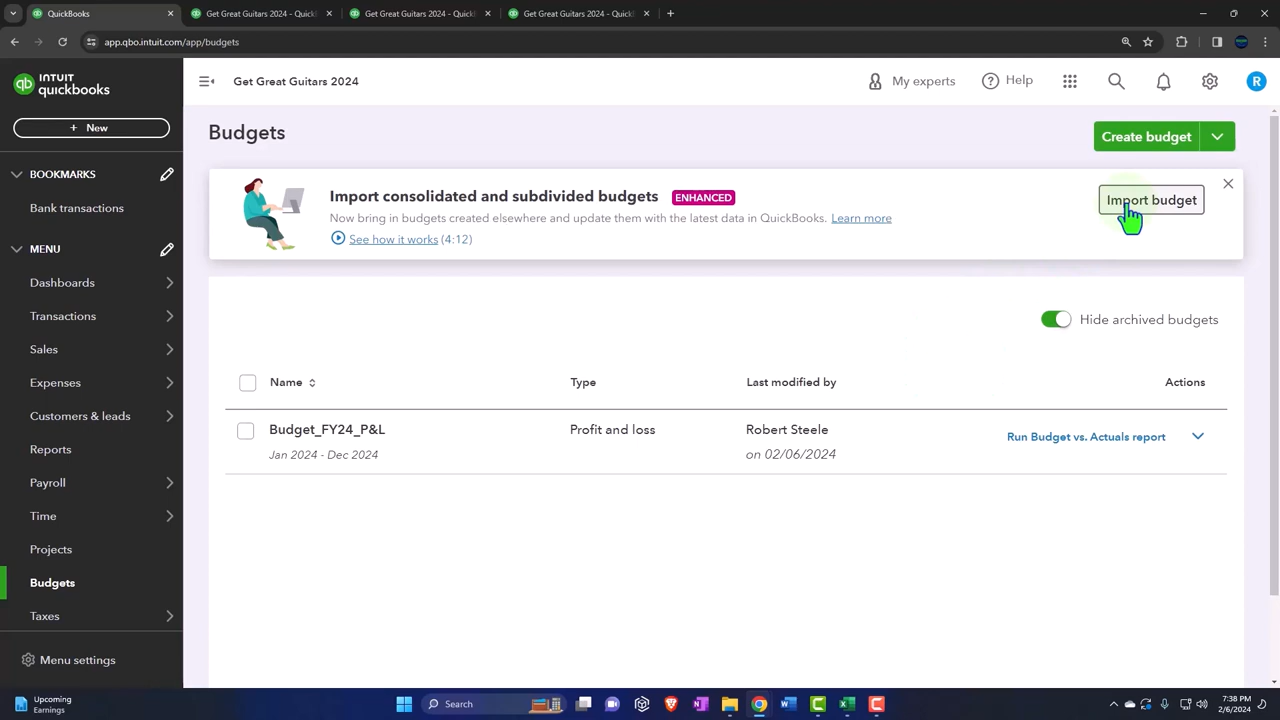 QuickBooks
Get Great Guitars 2024 -
Get Great Guitars 2024 - QuickB
Get Great Guitars 2024 - QuickB
app.qbo.intuit.com/app/budgets
INTUIT
quickbooks
Get Great Guitars 2024
My experts
Help
R
+ New
Budgets
Create budget
BOOKMARKS
Bank transactions
Import consolidated and subdivided budgets ENHANCED
Now bring in budgets created elsewhere and update them with the latest data in QuickBooks. Learn more
See how it works (4:12)
Import budget
MENU
Dashboards
Transactions
Sales
Expenses
Customers & leads
Reports
Payroll
Time
Projects
Budgets
Taxes
Menu settings
Hide archived budgets
Name Type Last modified by Actions
Budget_FY24_P&L Profit and loss Robert Steele Run Budget vs. Actuals report
Jan 2024 - Dec 2024 on 02/06/2024
Upcoming
Earnings
Search
7:38 PM
2/6/2024